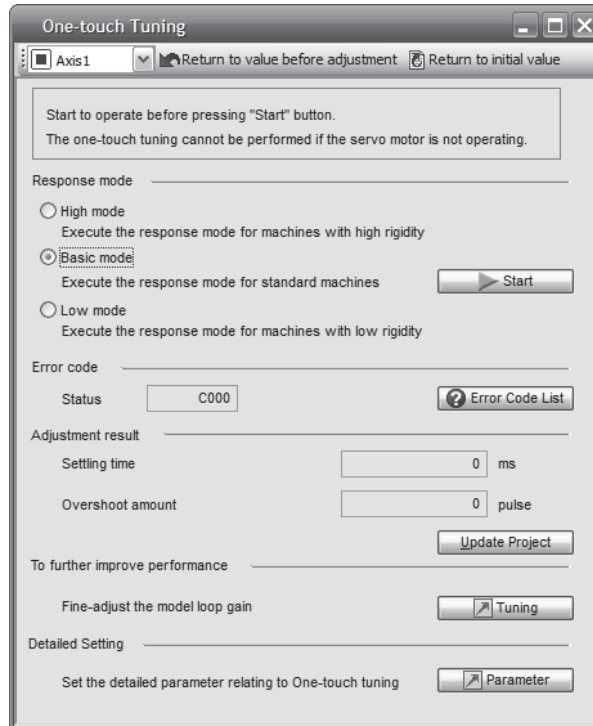 One-touch Tuning
Axis1 Return to value before adjustment Return to initial value
Start to operate before pressing "Start" button.
The one-touch tuning cannot be performed if the servo motor is not operating.
Response mode
High mode
Execute the response mode for machines with high rigidity
Basic mode
Execute the response mode for standard machines
Start
Low mode
Execute the response mode for machines with low rigidity
Error code
Status C000 Error Code List
Adjustment result
Settling time 0 ms
Overshoot amount 0 pulse
Update Project
To further improve performance
Fine-adjust the model loop gain Tuning
Detailed Setting
Set the detailed parameter relating to One-touch tuning Parameter